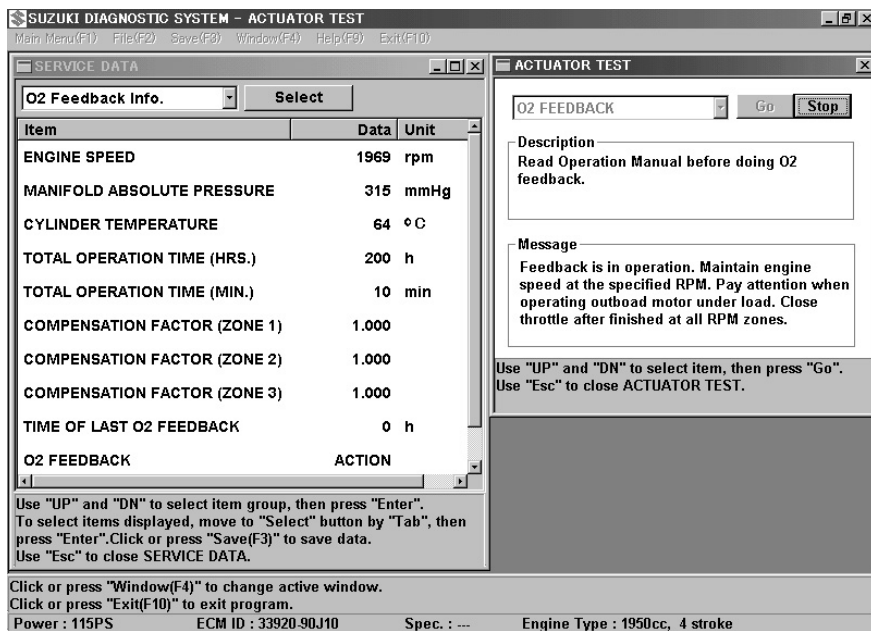 SUZUKI DIAGNOSTIC SYSTEM - ACTUATOR TEST
Main Menu(F1) File(F2) Save(F3) Window(F4) Help(F9) Exit(F10)
SERVICE DATA
O2 Feedback Info. Select
Item Data Unit
ENGINE SPEED 1969 rpm
MANIFOLD ABSOLUTE PRESSURE 315 mmHg
CYLINDER TEMPERATURE 64 °C
TOTAL OPERATION TIME (HRS.) 200 h
TOTAL OPERATION TIME (MIN.) 10 min
COMPENSATION FACTOR (ZONE 1) 1.000
COMPENSATION FACTOR (ZONE 2) 1.000
COMPENSATION FACTOR (ZONE 3) 1.000
TIME OF LAST O2 FEEDBACK 0 h
O2 FEEDBACK ACTION
Use "UP" and "DN" to select item group, then press "Enter".
To select items displayed, move to "Select" button by "Tab", then
press "Enter".Click or press "Save(F3)" to save data.
Use "Esc" to close SERVICE DATA.
ACTUATOR TEST
O2 FEEDBACK Go Stop
Description
Read Operation Manual before doing O2
feedback.
Message
Feedback is in operation. Maintain engine
speed at the specified RPM. Pay attention when
operating outboad motor under load. Close
throttle after finished at all RPM zones.
Use "UP" and "DN" to select item, then press "Go".
Use "Esc" to close ACTUATOR TEST.
Click or press "Window(F4)" to change active window.
Click or press "Exit(F10)" to exit program.
Power : 115PS ECM ID : 33920-90J10 Spec. : --- Engine Type : 1950cc, 4 stroke